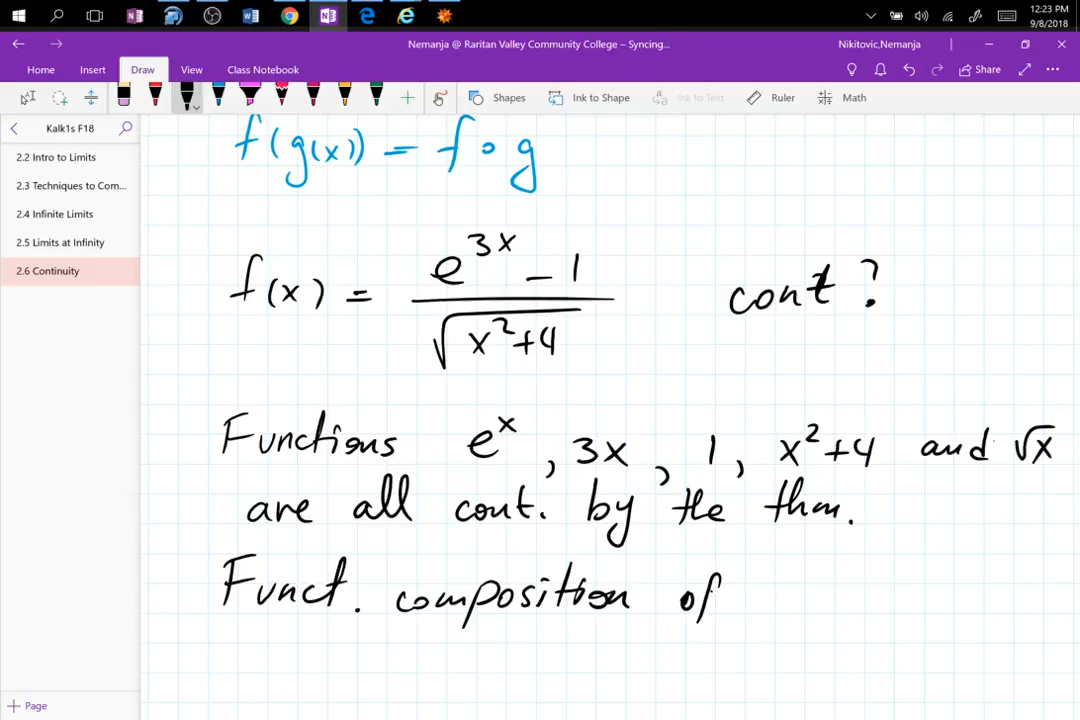 12:23 PM
9/8/2018
Nemanja @ Raritan Valley Community College – Syncing...
Nikitovic,Nemanja
Home Insert Draw View Class Notebook Share
Shapes Ink to Shape Ink to Text Ruler Math
Kalk1s F18
2.2 Intro to Limits
2.3 Techniques to Com...
2.4 Infinite Limits
2.5 Limits at Infinity
2.6 Continuity
Page
f(g(x)) = f∘g
f(x) = (e^{3x} - 1)/√(x²+4) cont?
Functions e^x, 3x, 1, x²+4 and √x
are all cont. by the thm.
Funct. composition of